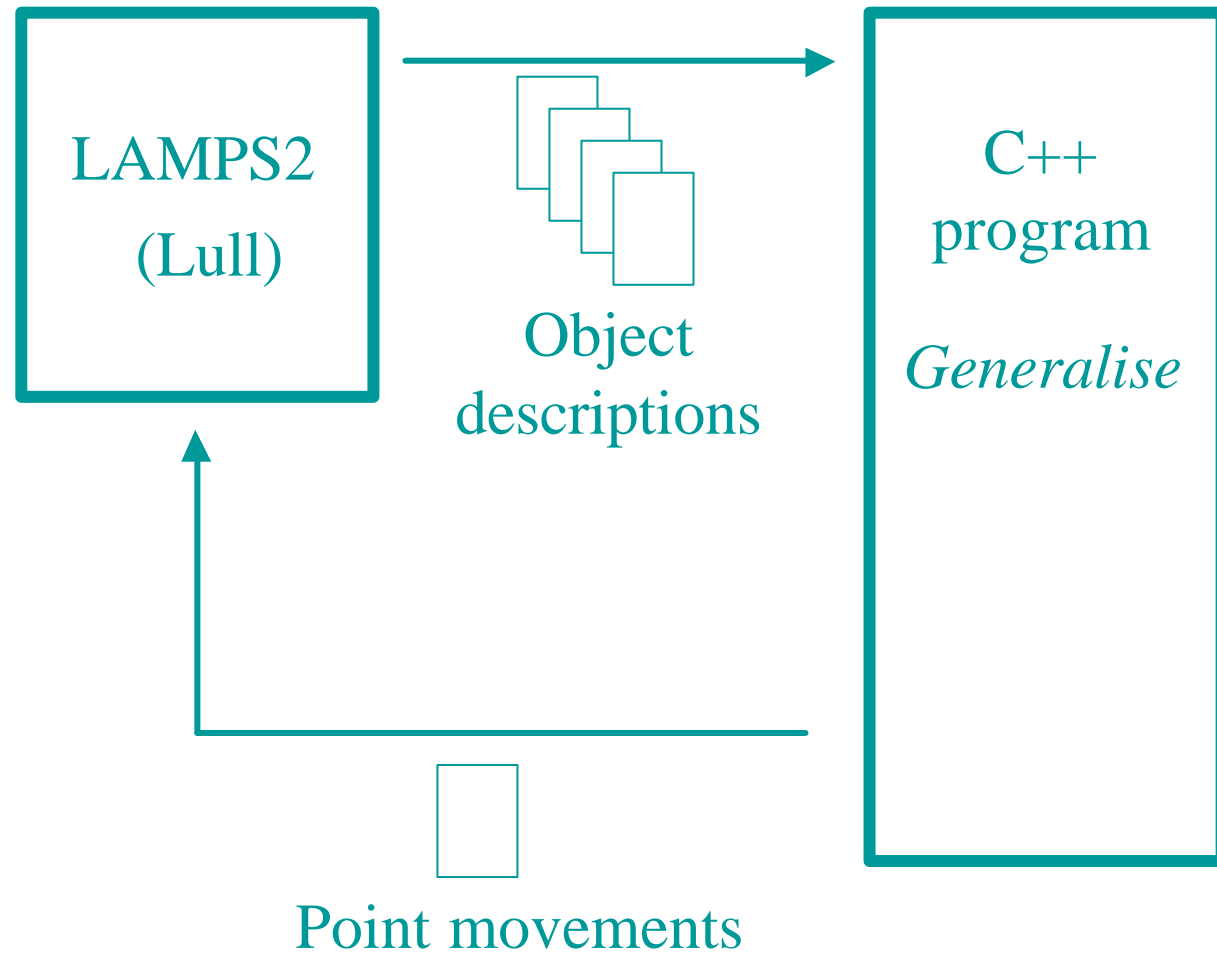 LAMPS2
(Lull)
Object
descriptions
C++
program
Generalise
Point movements